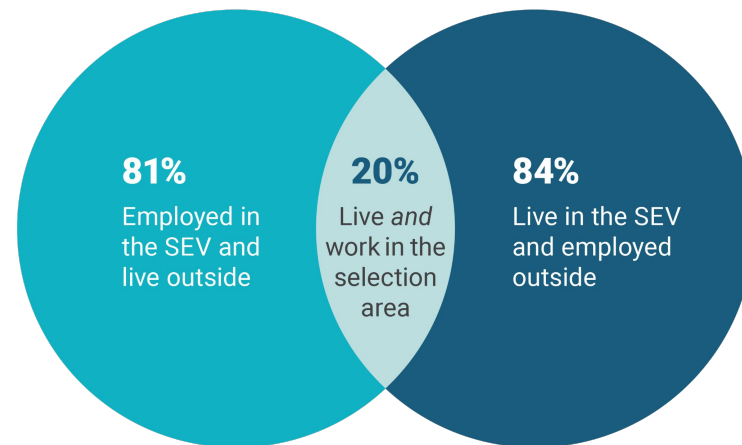 81%
Employed in
the SEV and
live outside
20%
Live and
work in the
selection
area
84%
Live in the SEV
and employed
outside